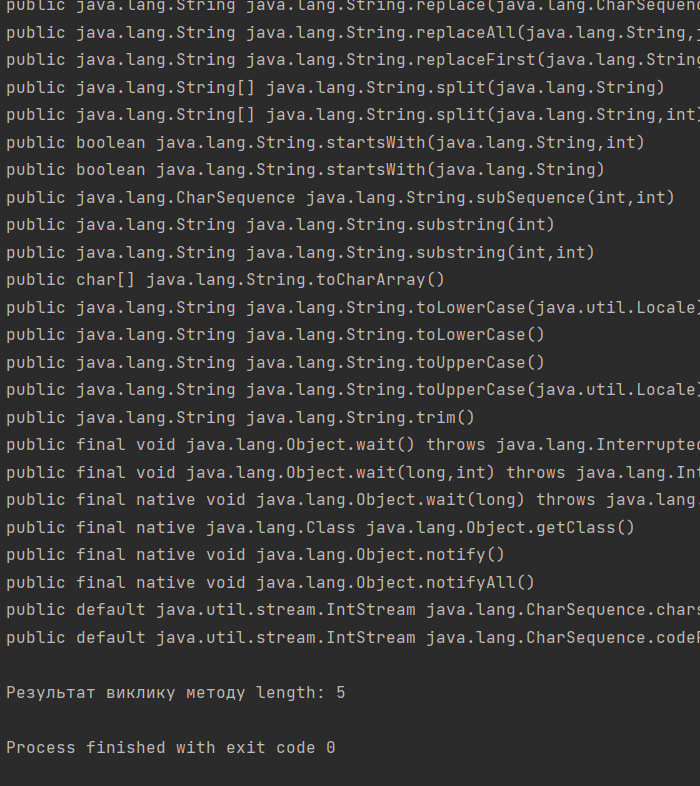 public java.lang.String java.lang.String.replace(java.lang.CharSequenc
public java.lang.String java.lang.String.replaceAll(java.lang.String,j
public java.lang.String java.lang.String.replaceFirst(java.lang.String
public java.lang.String[] java.lang.String.split(java.lang.String)
public java.lang.String[] java.lang.String.split(java.lang.String,int)
public boolean java.lang.String.startsWith(java.lang.String,int)
public boolean java.lang.String.startsWith(java.lang.String)
public java.lang.CharSequence java.lang.String.subSequence(int,int)
public java.lang.String java.lang.String.substring(int)
public java.lang.String java.lang.String.substring(int,int)
public char[] java.lang.String.toCharArray()
public java.lang.String java.lang.String.toLowerCase(java.util.Locale)
public java.lang.String java.lang.String.toLowerCase()
public java.lang.String java.lang.String.toUpperCase()
public java.lang.String java.lang.String.toUpperCase(java.util.Locale)
public java.lang.String java.lang.String.trim()
public final void java.lang.Object.wait() throws java.lang.Interrupted
public final void java.lang.Object.wait(long,int) throws java.lang.Int
public final native void java.lang.Object.wait(long) throws java.lang.
public final native java.lang.Class java.lang.Object.getClass()
public final native void java.lang.Object.notify()
public final native void java.lang.Object.notifyAll()
public default java.util.stream.IntStream java.lang.CharSequence.chars
public default java.util.stream.IntStream java.lang.CharSequence.codeP
Результат виклику методу length: 5
Process finished with exit code 0